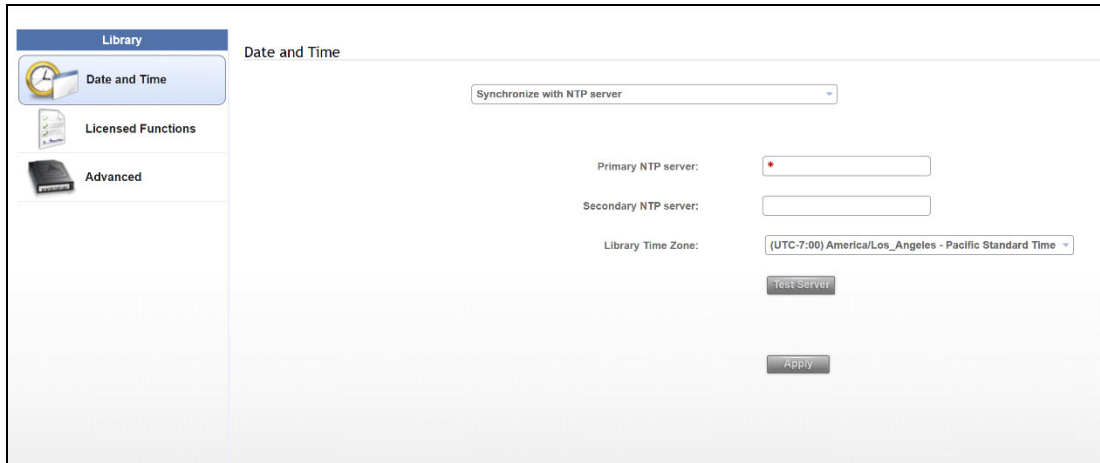 Library
Date and Time
Licensed Functions
Advanced
Date and Time
Synchronize with NTP server
Primary NTP server:
*
Secondary NTP server:
Library Time Zone:
(UTC-7:00) America/Los_Angeles - Pacific Standard Time
Test Server
Apply